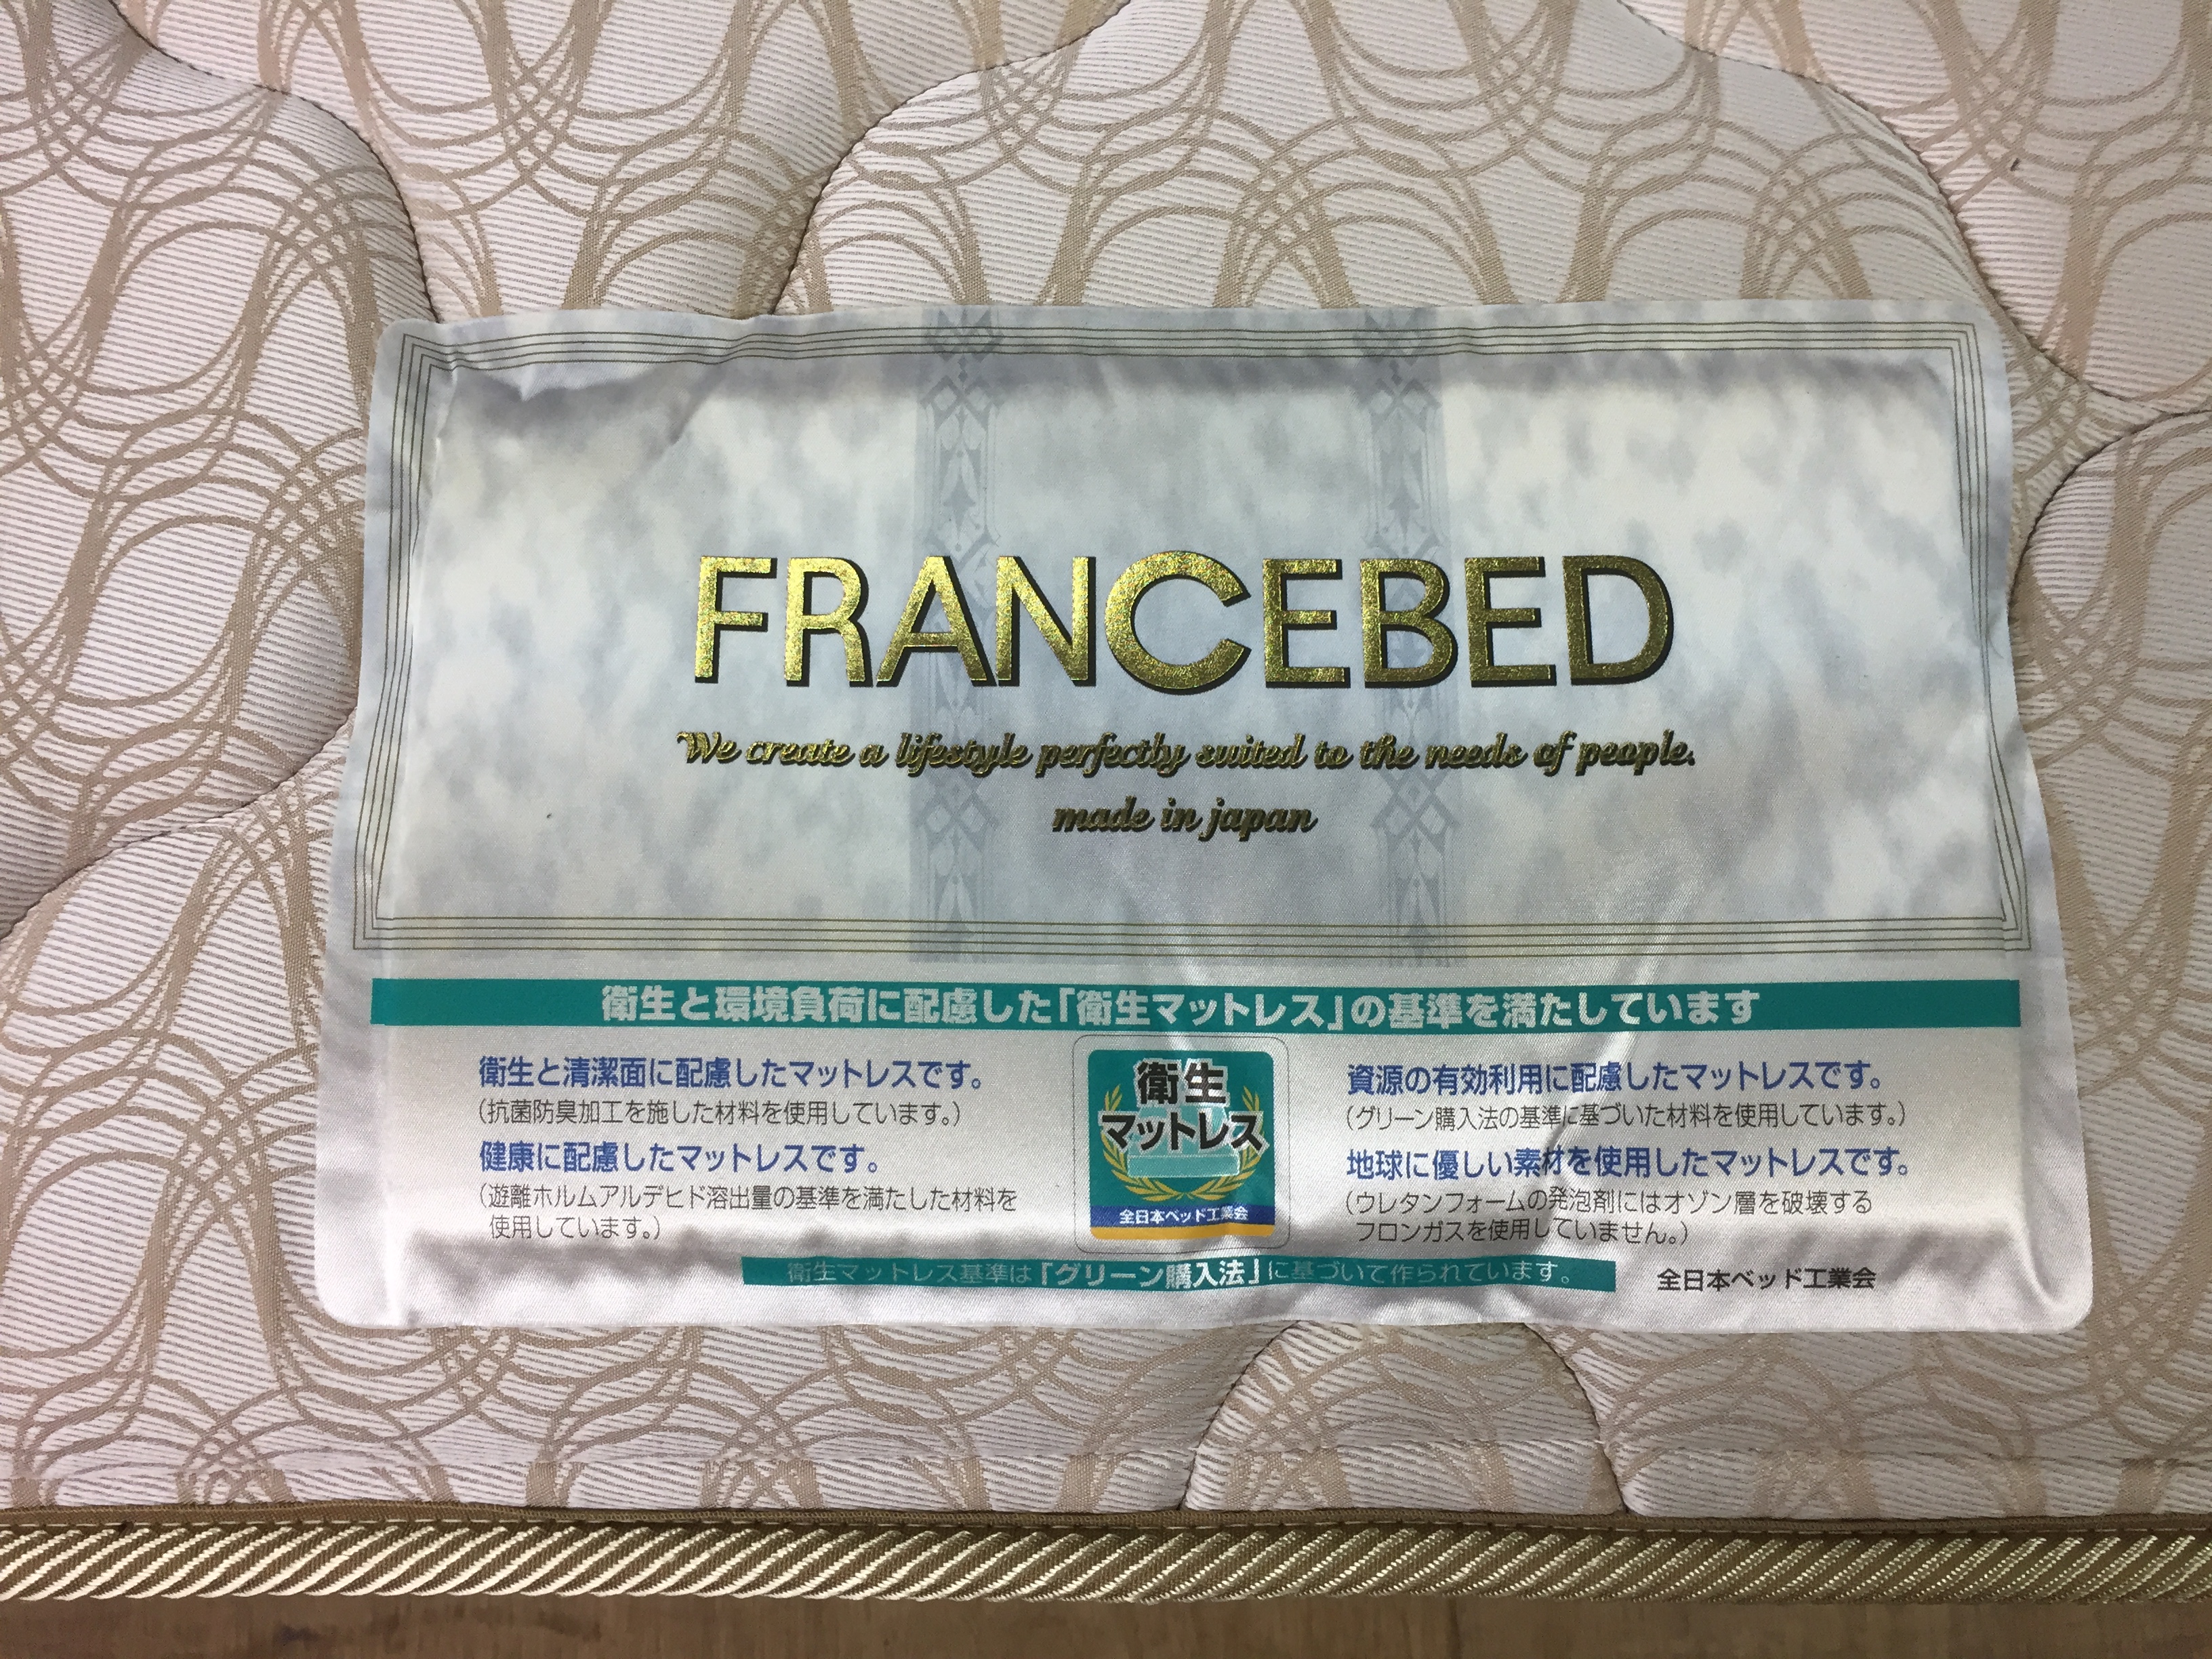 FRANCEBED
We create a lifestyle perfectly suited to the needs of people.
made in japan
衛生と環境負荷に配慮した「衛生マットレス」の基準を満たしています
衛生と清潔面に配慮したマットレスです。
(抗菌防臭加工を施した材料を使用しています。)
健康に配慮したマットレスです。
(遊離ホルムアルデヒド溶出量の基準を満たした材料を
使用しています。)
衛生
マットレス
全日本ベッド工業会
資源の有効利用に配慮したマットレスです。
(グリーン購入法の基準に基づいた材料を使用しています。)
地球に優しい素材を使用したマットレスです。
(ウレタンフォームの発泡剤にはオゾン層を破壊する
フロンガスを使用していません。)
衛生マットレス基準は「グリーン購入法」に基づいて作られています。
全日本ベッド工業会